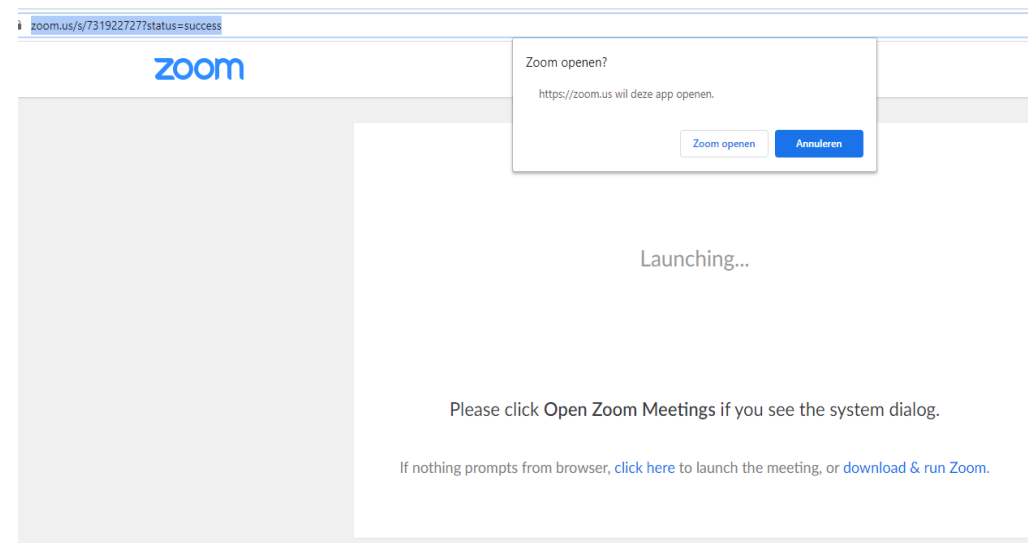 zoom.us/s/731922727?status=success
zoom
Zoom openen?
https://zoom.us wil deze app openen.
Zoom openen
Annuleren
Launching...
Please click Open Zoom Meetings if you see the system dialog.
If nothing prompts from browser, click here to launch the meeting, or download & run Zoom.